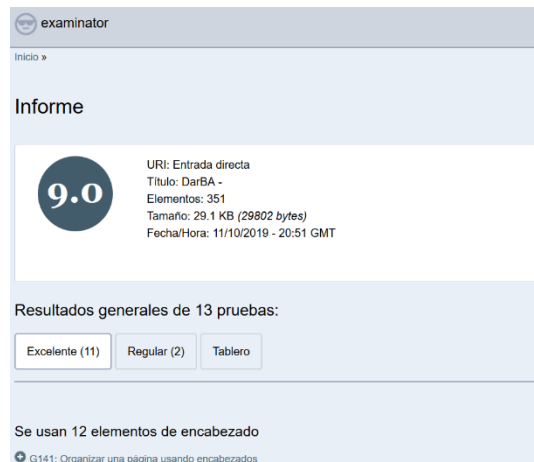 examinator
Inicio »
Informe
9.0
URI: Entrada directa
Título: DarBA -
Elementos: 351
Tamaño: 29.1 KB (29802 bytes)
Fecha/Hora: 11/10/2019 - 20:51 GMT
Resultados generales de 13 pruebas:
Excelente (11) Regular (2) Tablero
Se usan 12 elementos de encabezado
G141: Organizar una página usando encabezados